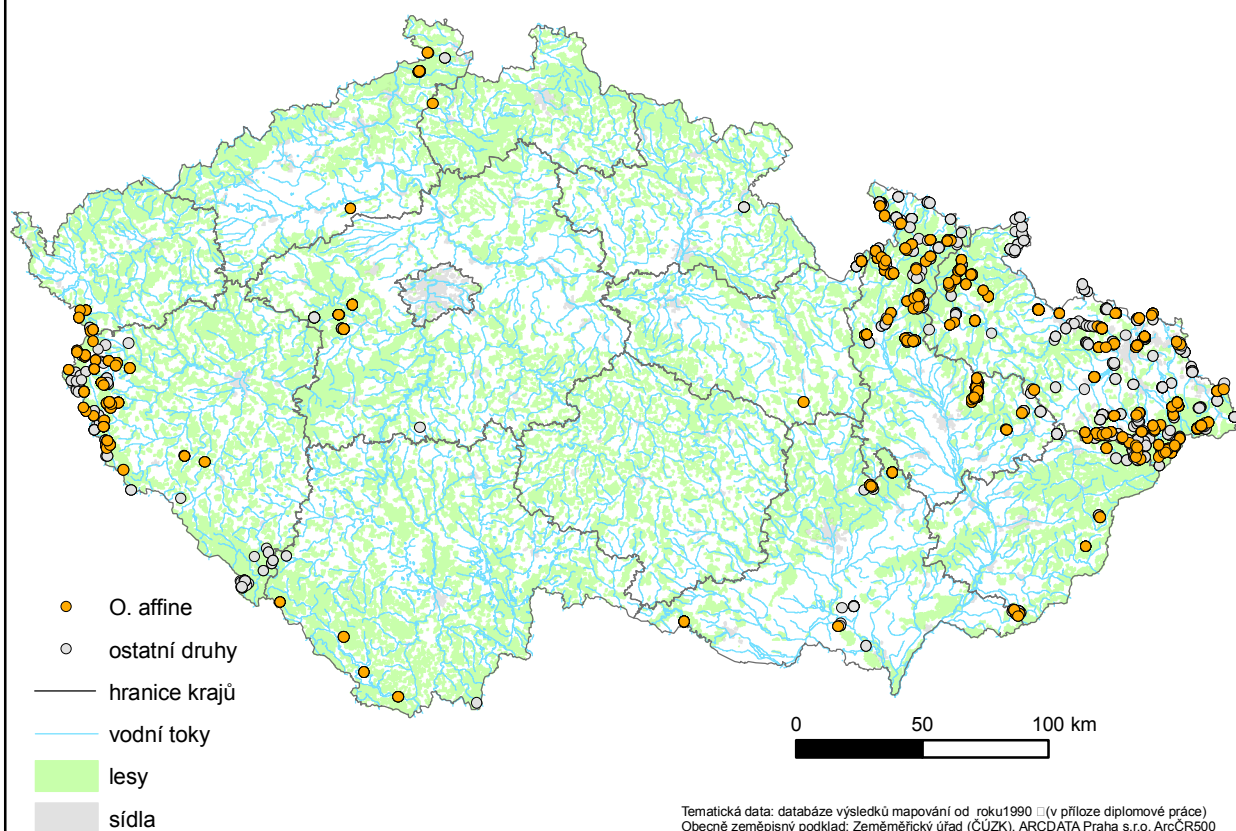 O. affine
ostatní druhy
hranice krajů
vodní toky
lesy
sídla
0 50 100 km
Tematická data: databáze výsledků mapování od roku1990 □(v příloze diplomové práce)
Obecně zeměpisný podklad: Zeměměřický úřad (ČÚZK), ARCDATA Praha s.r.o. ArcČR500